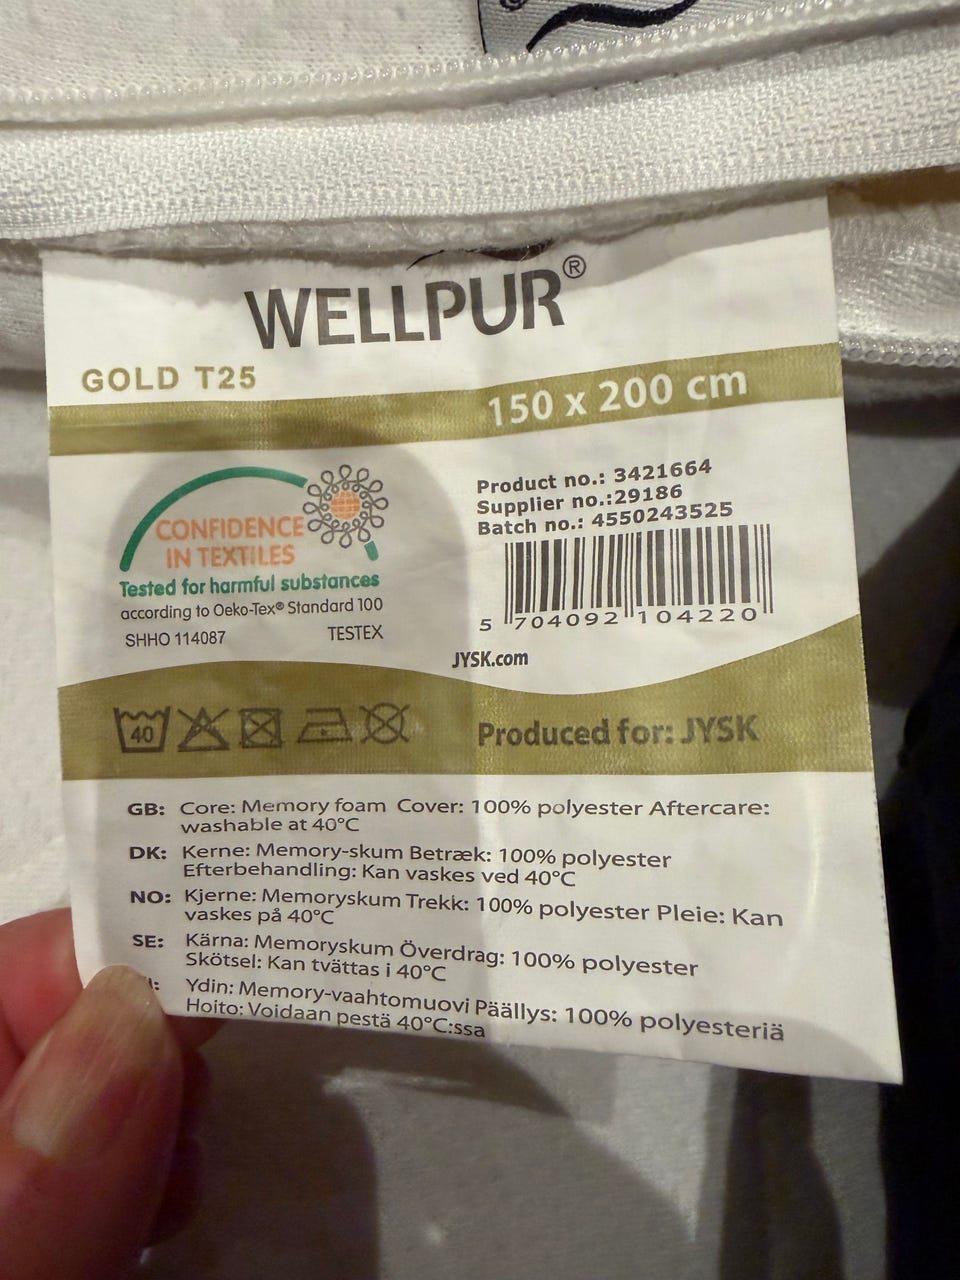 WELLPUR®
GOLD T25
150 x 200 cm
CONFIDENCE
IN TEXTILES
Tested for harmful substances
according to Oeko-Tex® Standard 100
SHHO 114087 TESTEX
Product no.: 3421664
Supplier no.:29186
Batch no.: 4550243525
5 704092 104220
JYSK.com
40
Produced for: JYSK
GB: Core: Memory foam Cover: 100% polyester Aftercare:
washable at 40°C
DK: Kerne: Memory-skum Betræk: 100% polyester
Efterbehandling: Kan vaskes ved 40°C
NO: Kjerne: Memoryskum Trekk: 100% polyester Pleie: Kan
vaskes på 40°C
SE: Kärna: Memoryskum Överdrag: 100% polyester
Skötsel: Kan tvättas i 40°C
Ydin: Memory-vaahtomuovi Päällys: 100% polyesteriä
Hoito: Voidaan pestä 40°C:ssa